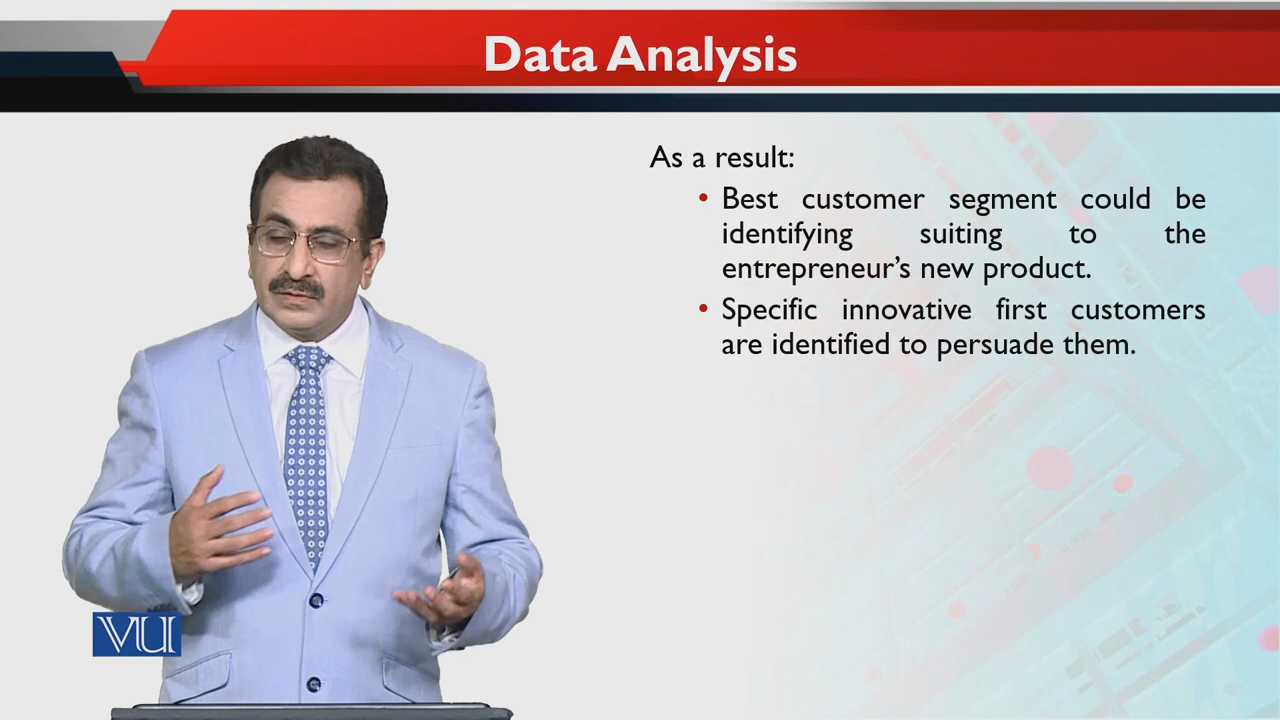 Data Analysis
As a result:
• Best customer segment could be
identifying suiting to the
entrepreneur’s new product.
• Specific innovative first customers
are identified to persuade them.
VU